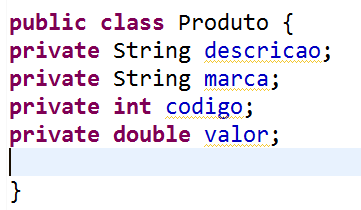 public class Produto {
private String descricao;
private String marca;
private int codigo;
private double valor;
}